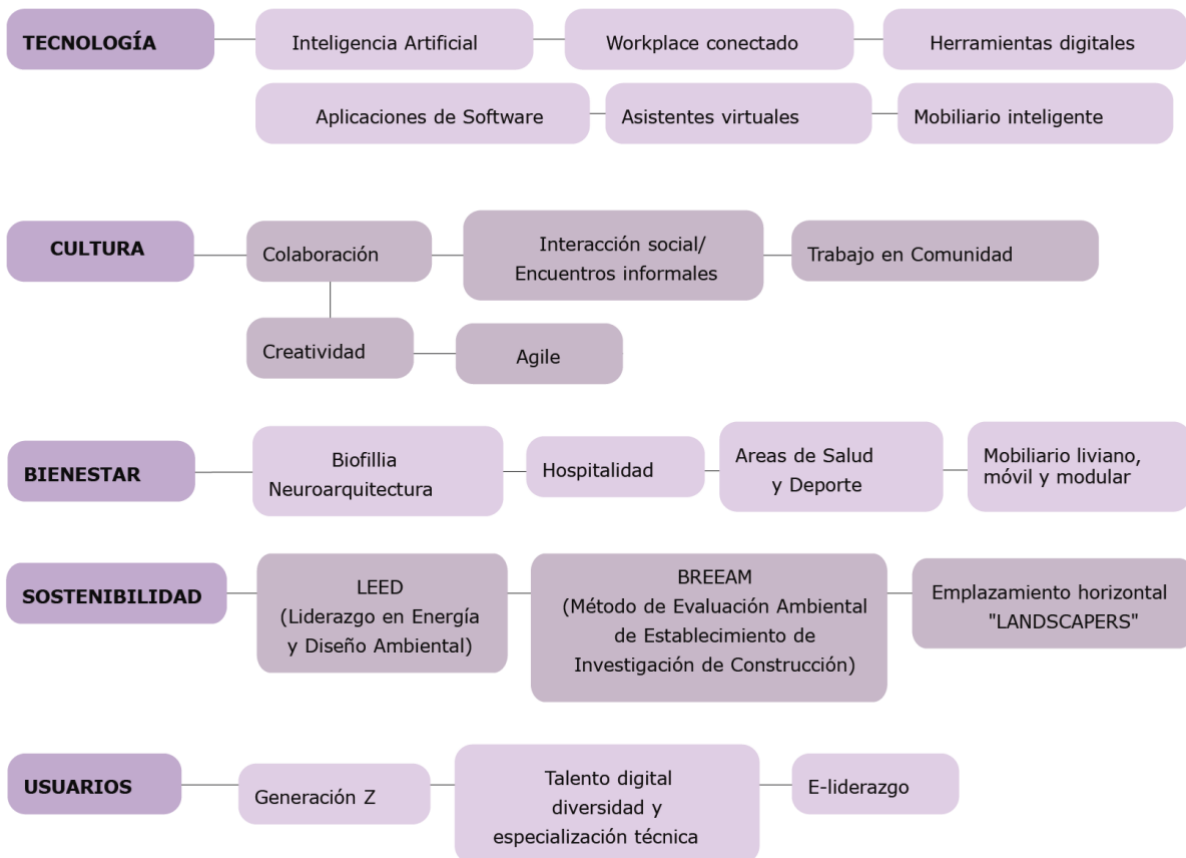 TECNOLOGÍA
Inteligencia Artificial
Workplace conectado
Herramientas digitales
Aplicaciones de Software
Asistentes virtuales
Mobiliario inteligente
CULTURA
Colaboración
Interacción social/
Encuentros informales
Trabajo en Comunidad
Creatividad
Agile
BIENESTAR
Biofillia
Neuroarquitectura
Hospitalidad
Areas de Salud
y Deporte
Mobiliario liviano,
móvil y modular
SOSTENIBILIDAD
LEED
(Liderazgo en Energía
y Diseño Ambiental)
BREEAM
(Método de Evaluación Ambiental
de Establecimiento de
Investigación de Construcción)
Emplazamiento horizontal
"LANDSCAPERS"
USUARIOS
Generación Z
Talento digital
diversidad y
especialización técnica
E-liderazgo